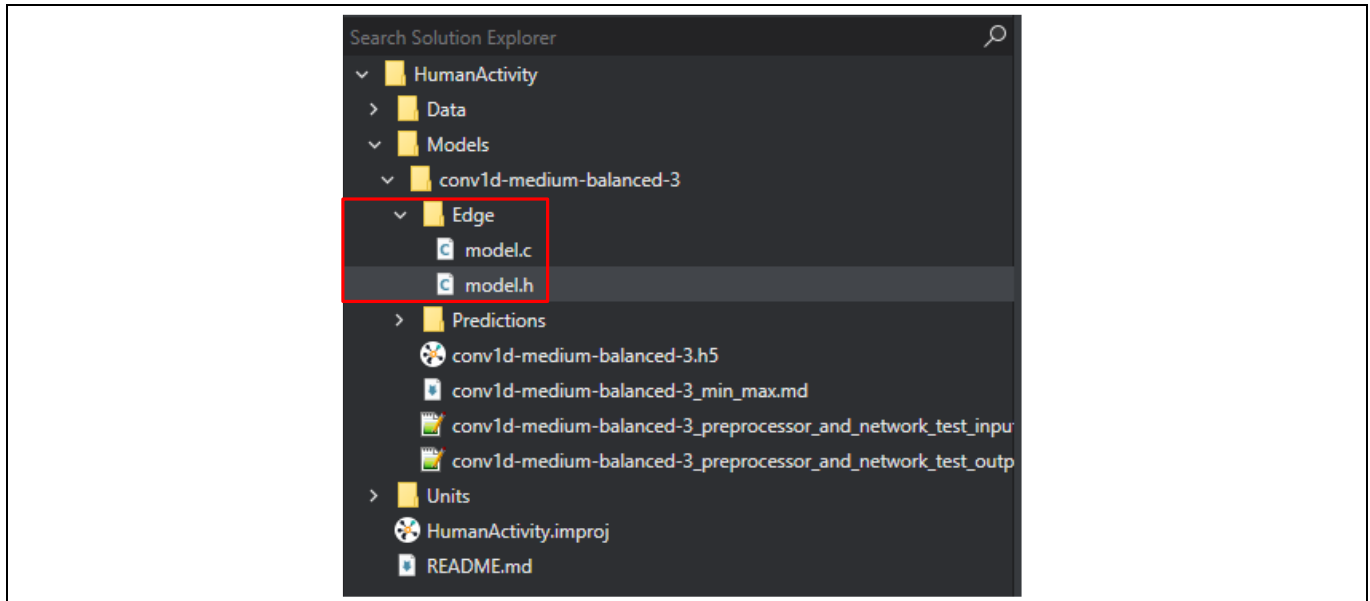 Search Solution Explorer
HumanActivity
Data
Models
conv1d-medium-balanced-3
Edge
C model.c
C model.h
Predictions
conv1d-medium-balanced-3.h5
conv1d-medium-balanced-3_min_max.md
conv1d-medium-balanced-3_preprocessor_and_network_test_inpu
conv1d-medium-balanced-3_preprocessor_and_network_test_outp
Units
HumanActivity.improj
README.md